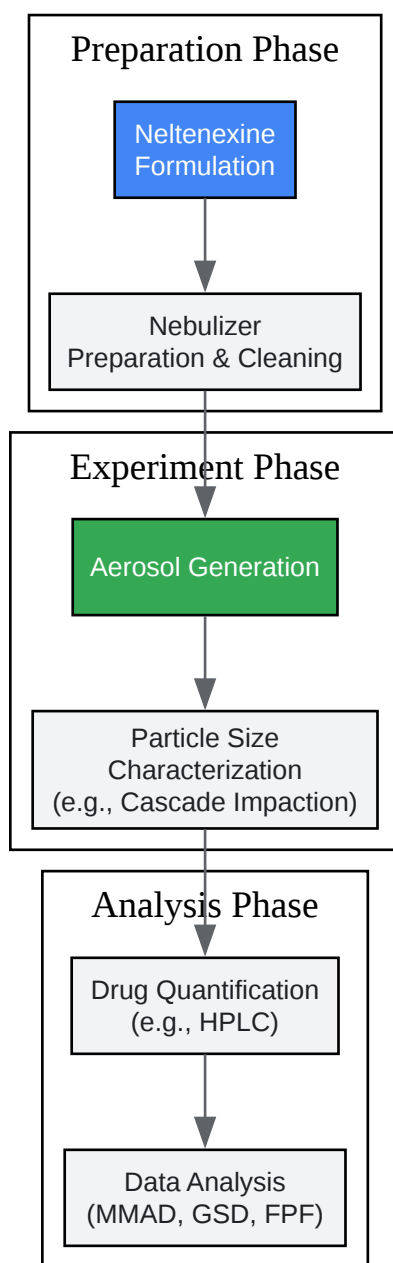 Preparation Phase
Neltenexine
Formulation
Nebulizer
Preparation & Cleaning
Experiment Phase
Aerosol Generation
Particle Size
Characterization
(e.g., Cascade Impaction)
Analysis Phase
Drug Quantification
(e.g., HPLC)
Data Analysis
(MMAD, GSD, FPF)